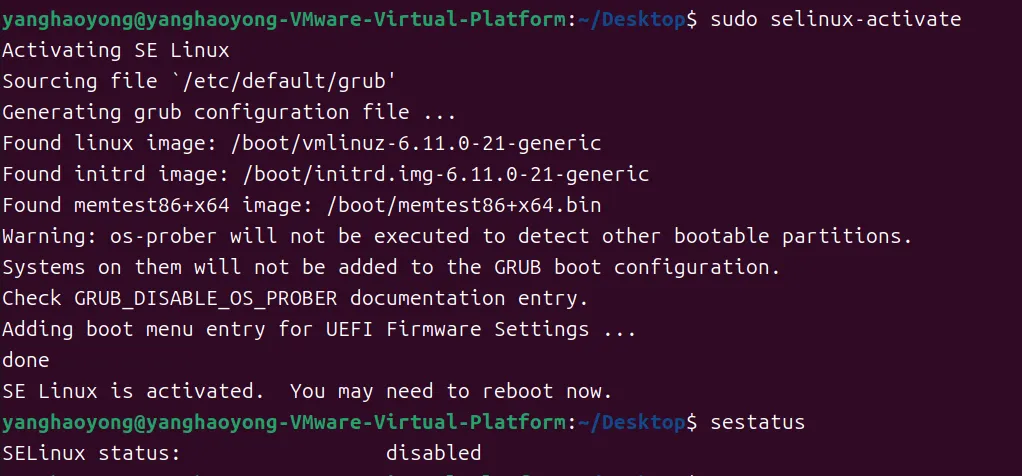 yanghaoyong@yanghaoyong-VMware-Virtual-Platform:~/Desktop$ sudo selinux-activate
Activating SE Linux
Sourcing file `/etc/default/grub'
Generating grub configuration file ...
Found linux image: /boot/vmlinuz-6.11.0-21-generic
Found initrd image: /boot/initrd.img-6.11.0-21-generic
Found memtest86+x64 image: /boot/memtest86+x64.bin
Warning: os-prober will not be executed to detect other bootable partitions.
Systems on them will not be added to the GRUB boot configuration.
Check GRUB_DISABLE_OS_PROBER documentation entry.
Adding boot menu entry for UEFI Firmware Settings ...
done
SE Linux is activated.  You may need to reboot now.
yanghaoyong@yanghaoyong-VMware-Virtual-Platform:~/Desktop$ sestatus
SELinux status:                 disabled